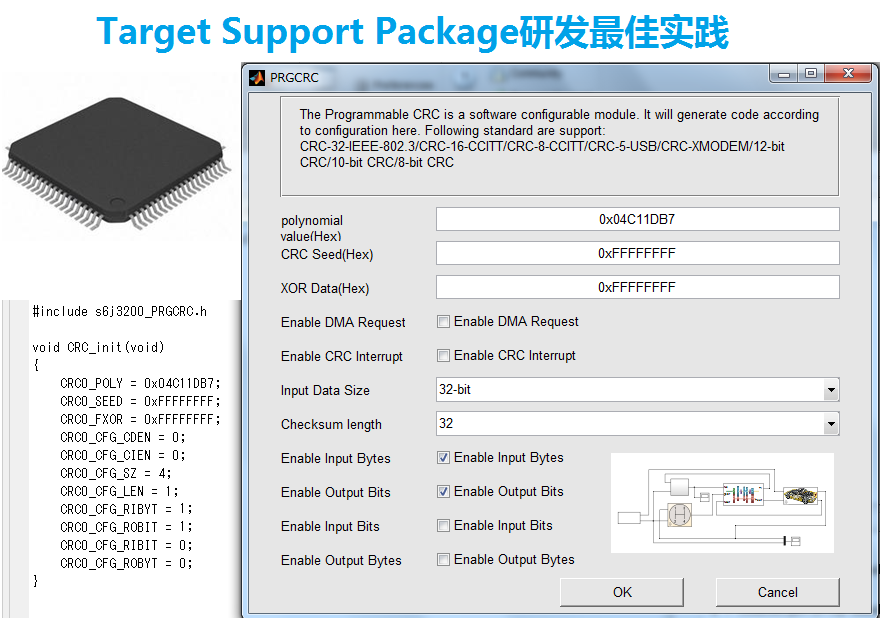 Target Support Package研发最佳实践
PRGCRC
The Programmable CRC is a software configurable module. It will generate code according
to configuration here. Following standard are support:
CRC-32-IEEE-802.3/CRC-16-CCITT/CRC-8-CCITT/CRC-5-USB/CRC-XMODEM/12-bit
CRC/10-bit CRC/8-bit CRC
polynomial
value(Hex)
0x04C11DB7
CRC Seed(Hex)
0xFFFFFFFF
XOR Data(Hex)
0xFFFFFFFF
Enable DMA Request
Enable DMA Request
Enable CRC Interrupt
Enable CRC Interrupt
Input Data Size
32-bit
Checksum length
32
Enable Input Bytes
Enable Input Bytes
Enable Output Bits
Enable Output Bits
Enable Input Bits
Enable Input Bits
Enable Output Bytes
Enable Output Bytes
OK
Cancel
#include s6j3200_PRGCRC.h
void CRC_init(void)
{
CRC0_POLY = 0x04C11DB7;
CRC0_SEED = 0xFFFFFFFF;
CRC0_FXOR = 0xFFFFFFFF;
CRC0_CFG_CDEN = 0;
CRC0_CFG_CIEN = 0;
CRC0_CFG_SZ = 4;
CRC0_CFG_LEN = 1;
CRC0_CFG_RIBYT = 1;
CRC0_CFG_ROBIT = 1;
CRC0_CFG_RIBIT = 0;
CRC0_CFG_ROBYT = 0;
}